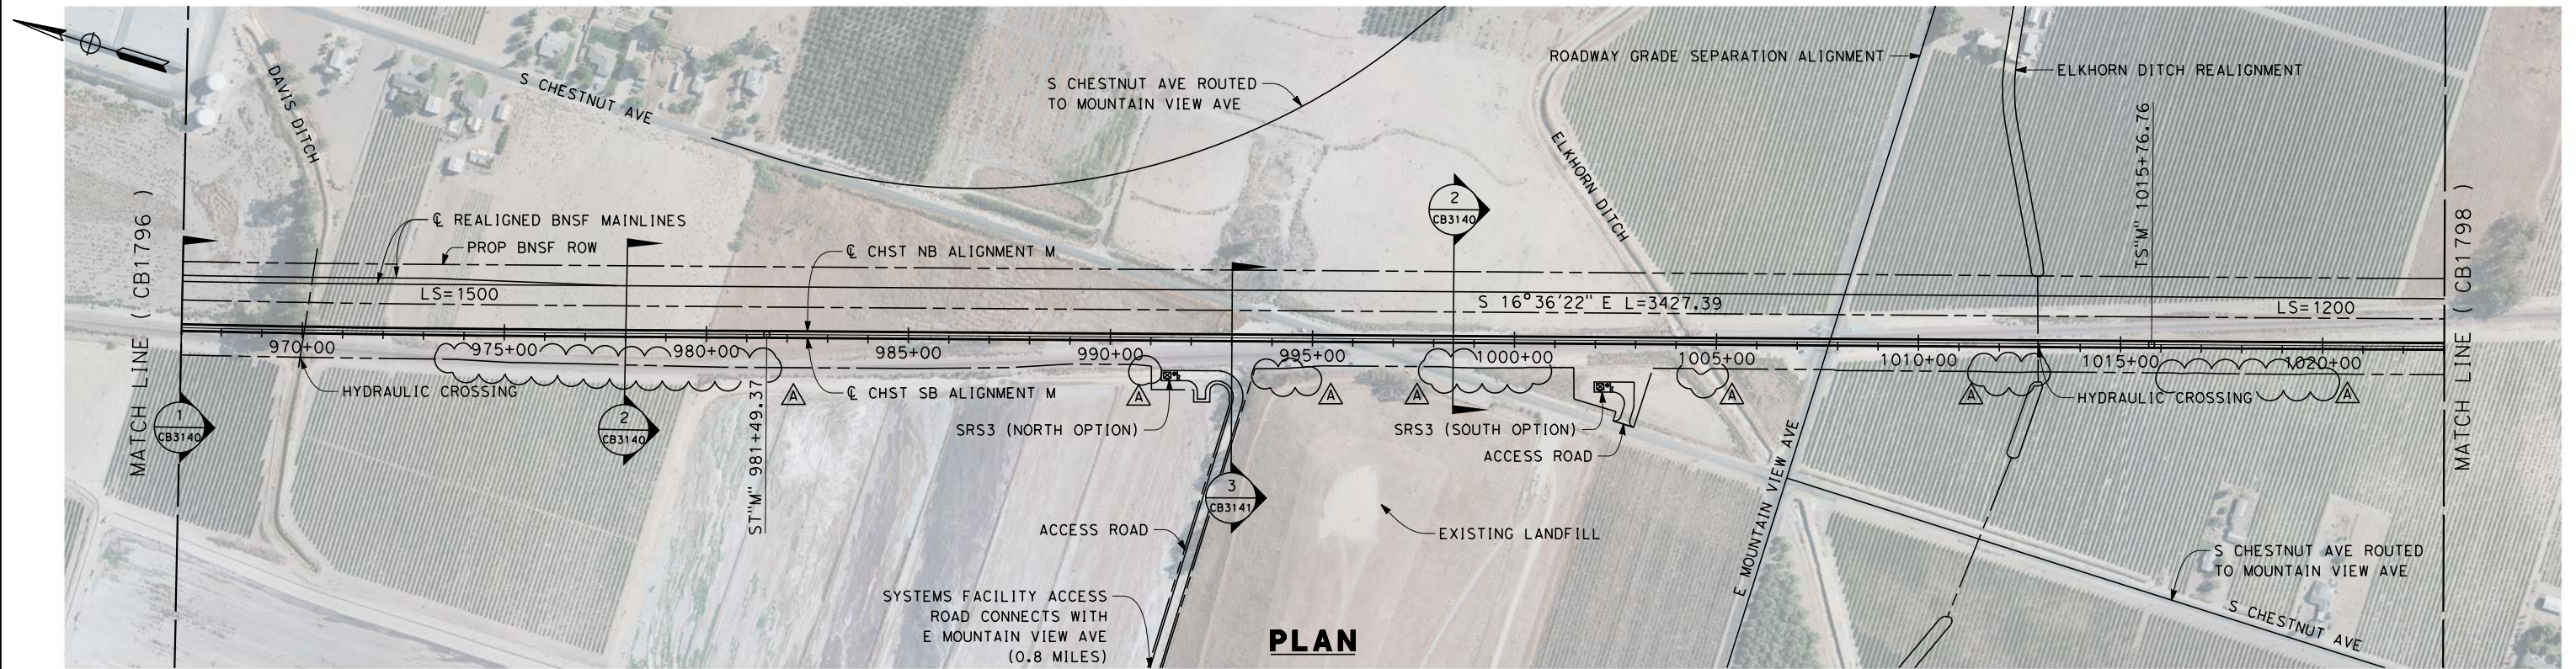 DAVIS DITCH
S CHESTNUT AVE
S CHESTNUT AVE ROUTED
TO MOUNTAIN VIEW AVE
ROADWAY GRADE SEPARATION ALIGNMENT
ELKHORN DITCH REALIGNMENT
ELKHORN DITCH
TS"M" 1015+76.76
MATCH LINE ( CB1796 )
MATCH LINE ( CB1798 )
℄ REALIGNED BNSF MAINLINES
PROP BNSF ROW
℄ CHST NB ALIGNMENT M
2
CB3140
LS=1500
S 16°36'22" E L=3427.39
LS=1200
970+00
975+00
980+00
985+00
990+00
995+00
1000+00
1005+00
1010+00
1015+00
1020+00
HYDRAULIC CROSSING
A
℄ CHST SB ALIGNMENT M
A
A
A
A
A
HYDRAULIC CROSSING
A
1
CB3140
2
CB3140
ST"M" 981+49.37
SRS3 (NORTH OPTION)
SRS3 (SOUTH OPTION)
ACCESS ROAD
3
CB3141
ACCESS ROAD
EXISTING LANDFILL
E MOUNTAIN VIEW AVE
S CHESTNUT AVE ROUTED
TO MOUNTAIN VIEW AVE
S CHESTNUT AVE
SYSTEMS FACILITY ACCESS
ROAD CONNECTS WITH
E MOUNTAIN VIEW AVE
(0.8 MILES)
PLAN